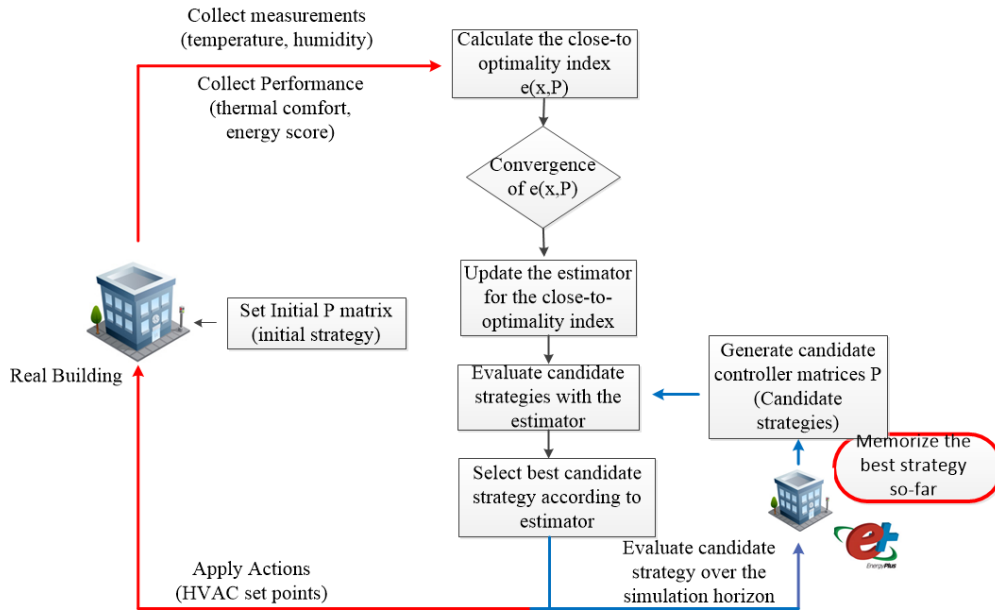 Collect measurements
(temperature, humidity)
Collect Performance
(thermal comfort,
energy score)
Calculate the close-to
optimality index
e(x,P)
Convergence
of e(x,P)
Update the estimator
for the close-to-
optimality index
Set Initial P matrix
(initial strategy)
Real Building
Evaluate candidate
strategies with the
estimator
Generate candidate
controller matrices P
(Candidate
strategies)
Memorize the
best strategy
so-far
Select best candidate
strategy according to
estimator
e+
EnergyPlus
Evaluate candidate
strategy over the
simulation horizon
Apply Actions
(HVAC set points)